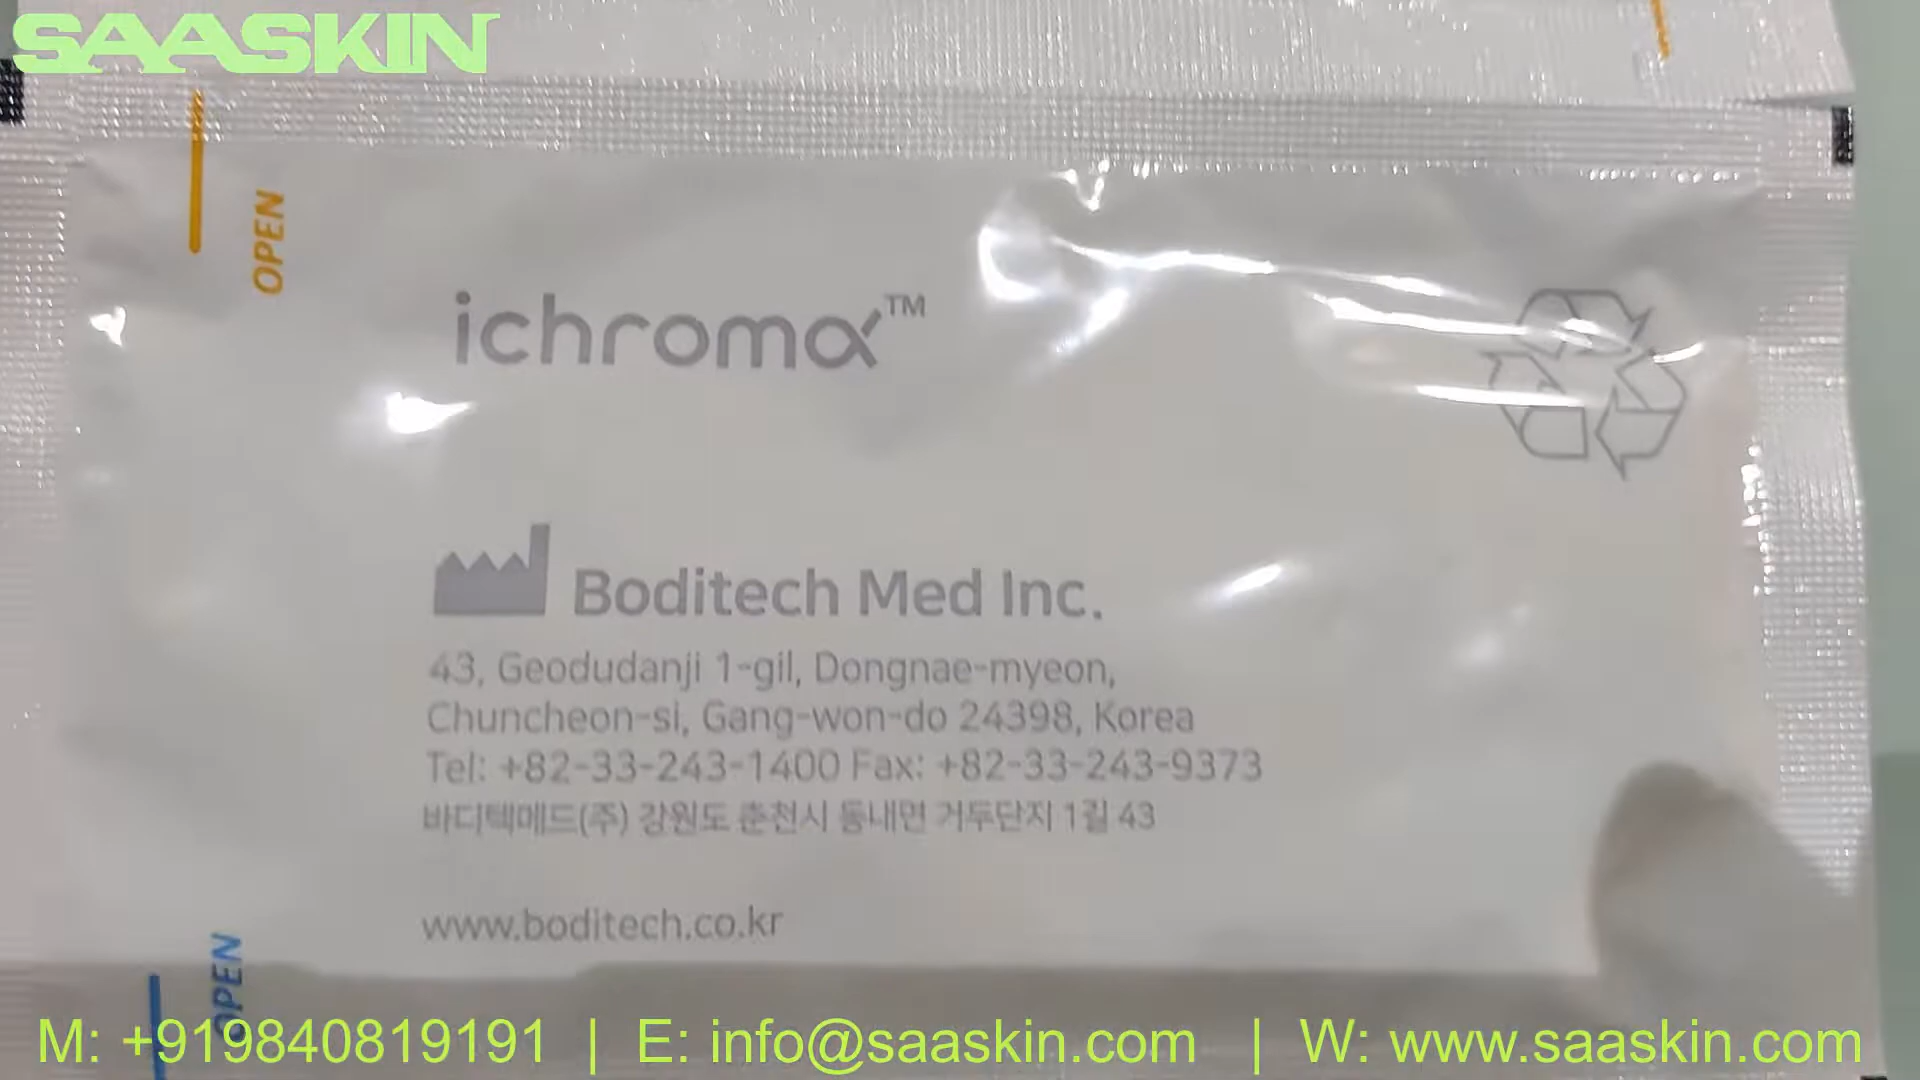 SAASKIN
OPEN
ichroma™
Boditech Med Inc.
43, Geodudanji 1-gil, Dongnae-myeon,
Chuncheon-si, Gang-won-do 24398, Korea
Tel: +82-33-243-1400 Fax: +82-33-243-9373
바디텍메드(주) 강원도 춘천시 동내면 거두단지 1길 43
www.boditech.co.kr
OPEN
M: +919840819191 | E: info@saaskin.com | W: www.saaskin.com